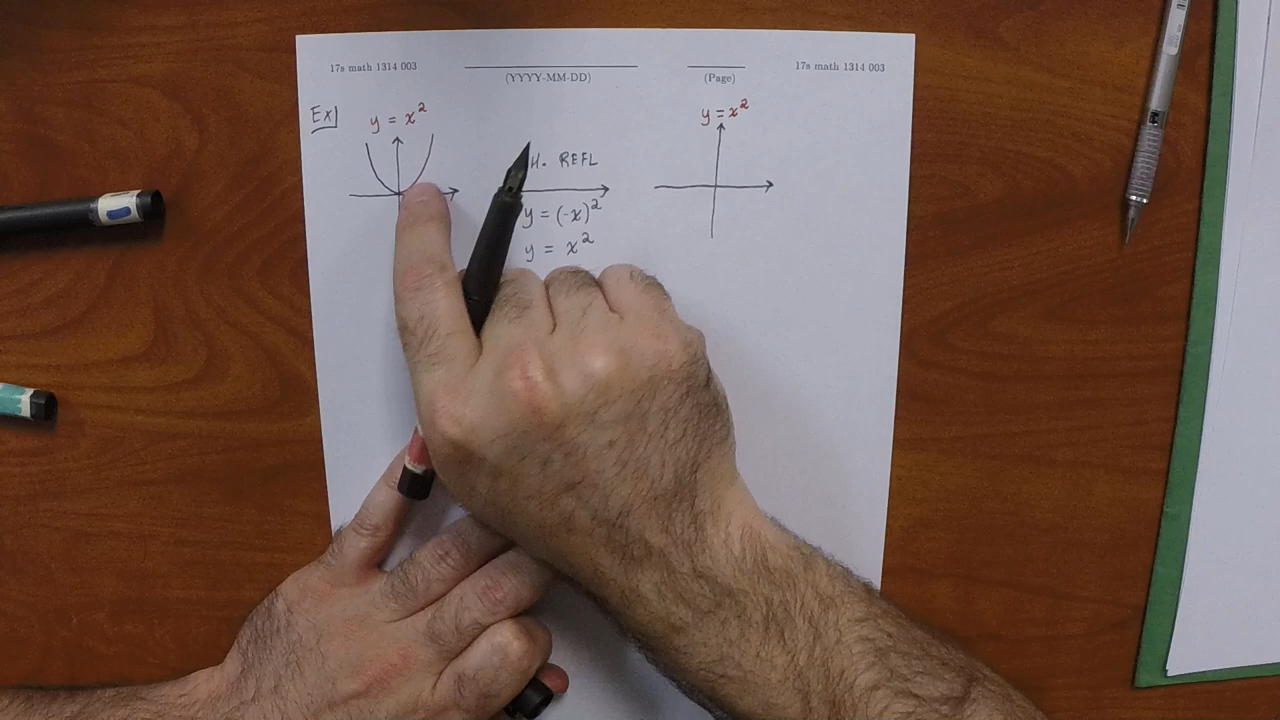 17s math 1314 003
(YYYY-MM-DD)
(Page)
17s math 1314 003
Ex
y = x²
H. REFL
y = (-x)²
y = x²
y = x²